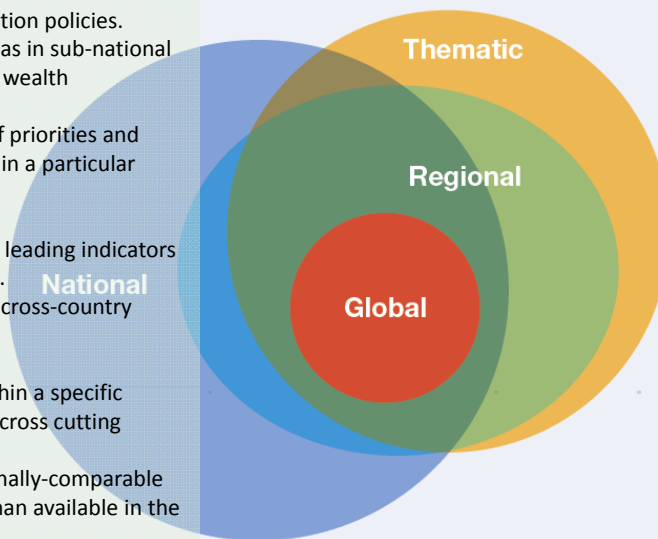 tion policies.
as in sub-national
wealth
f priorities and
in a particular
leading indicators
.
cross-country
hin a specific
cross cutting
nally-comparable
han available in the
National
Thematic
Regional
Global